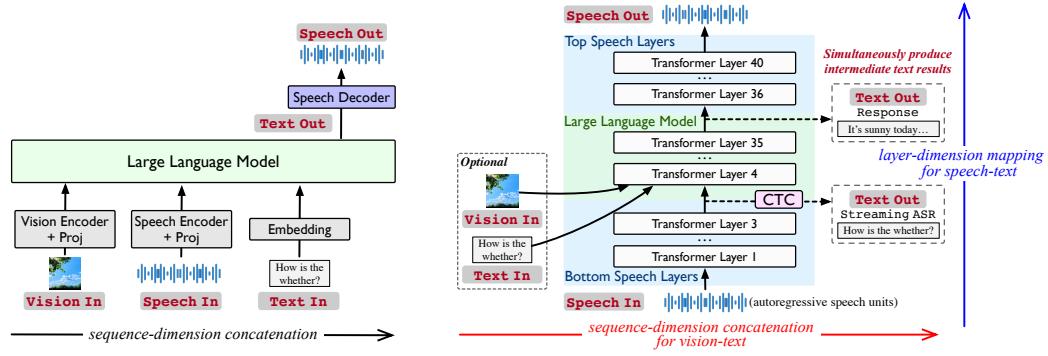 Speech Out
Speech Decoder
Text Out
Large Language Model
Vision Encoder
+ Proj
Speech Encoder
+ Proj
Embedding
How is the
whether?
Vision In
Speech In
Text In
sequence-dimension concatenation
Speech Out
Top Speech Layers
Transformer Layer 40
...
Transformer Layer 36
Large Language Model
Transformer Layer 35
...
Transformer Layer 4
CTC
Transformer Layer 3
...
Transformer Layer 1
Bottom Speech Layers
Speech In
(autoregressive speech units)
Optional
Vision In
How is the
whether?
Text In
Simultaneously produce
intermediate text results
Text Out
Response
It's sunny today…
Text Out
Streaming ASR
How is the whether?
layer-dimension mapping
for speech-text
sequence-dimension concatenation
for vision-text